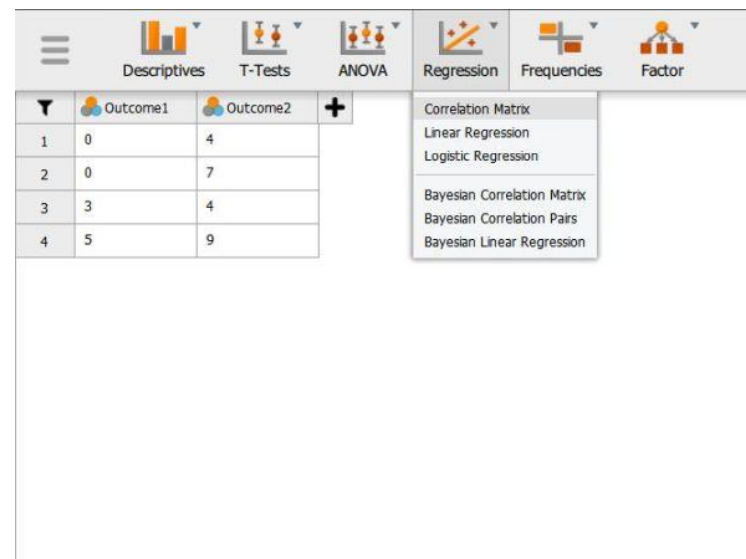 Descriptives T-Tests ANOVA Regression Frequencies Factor
Outcome1 Outcome2
1 0 4
2 0 7
3 3 4
4 5 9
Correlation Matrix
Linear Regression
Logistic Regression
Bayesian Correlation Matrix
Bayesian Correlation Pairs
Bayesian Linear Regression